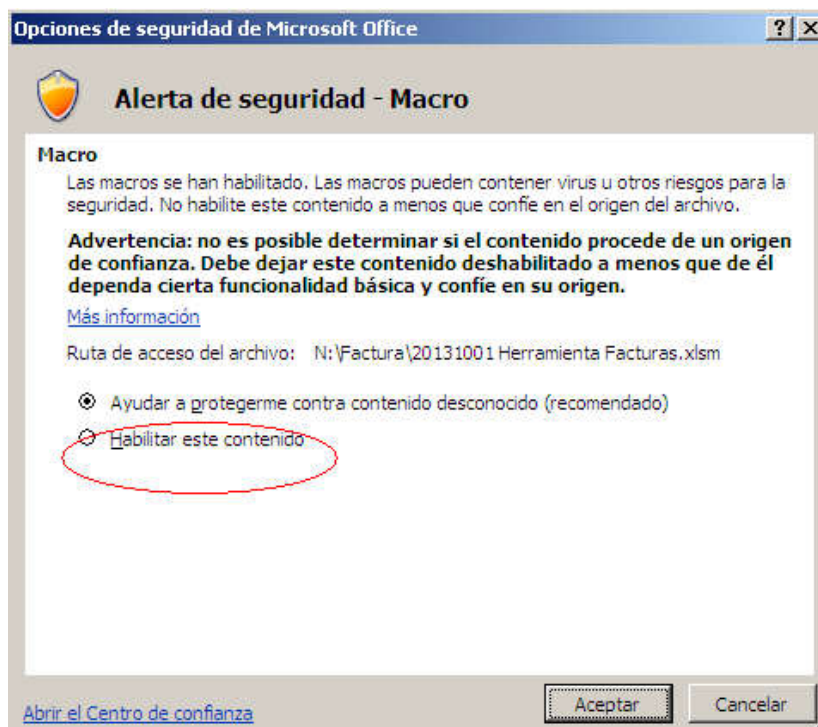 Opciones de seguridad de Microsoft Office
Alerta de seguridad - Macro
Macro
Las macros se han habilitado. Las macros pueden contener virus u otros riesgos para la
seguridad. No habilite este contenido a menos que confíe en el origen del archivo.
Advertencia: no es posible determinar si el contenido procede de un origen
de confianza. Debe dejar este contenido deshabilitado a menos que de él
dependa cierta funcionalidad básica y confíe en su origen.
Más información
Ruta de acceso del archivo: N:\Factura\20131001 Herramienta Facturas.xlsm
Ayudar a protegerme contra contenido desconocido (recomendado)
Habilitar este contenido
Abrir el Centro de confianza
Aceptar
Cancelar